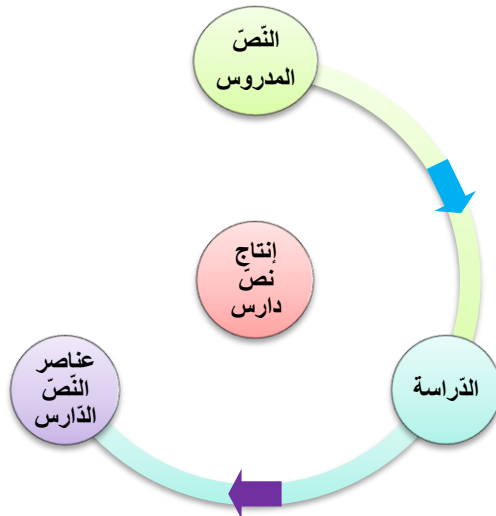 النّصّ
المدروس
إنتاج
نصّ
دارس
الدّراسة
عناصر
النّصّ
الدّارس